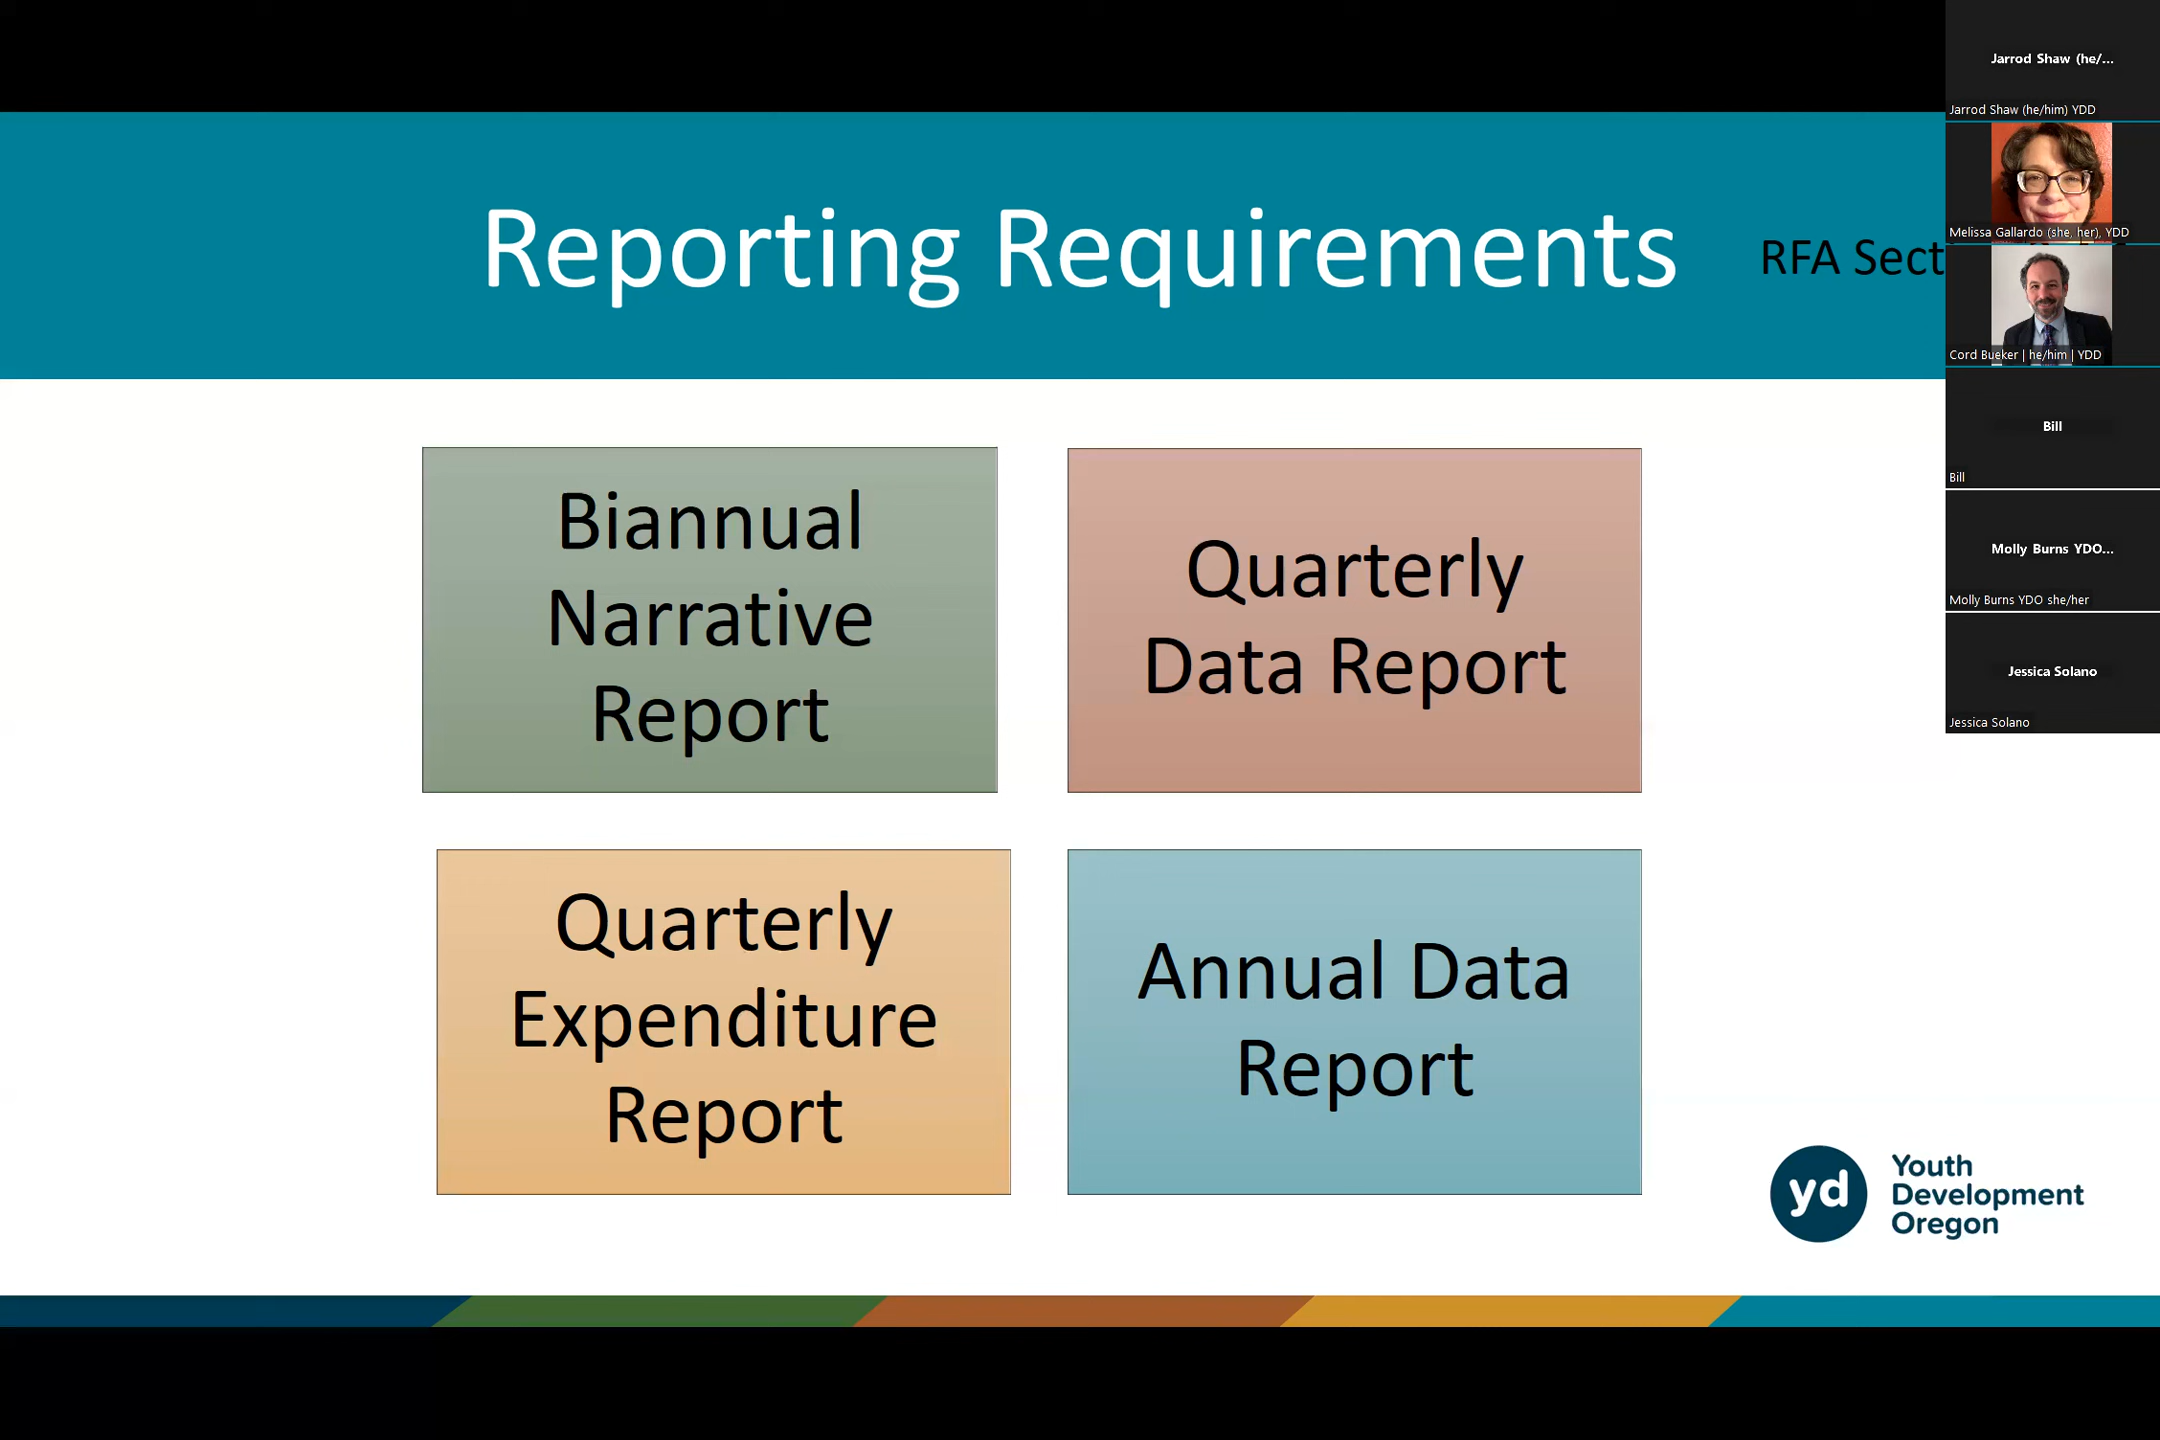 Reporting Requirements
RFA Sect
Biannual
Narrative
Report
Quarterly
Data Report
Quarterly
Expenditure
Report
Annual Data
Report
yd
Youth
Development
Oregon
Jarrod Shaw (he/...
Jarrod Shaw (he/him) YDD
Melissa Gallardo (she, her), YDD
Cord Bueker | he/him | YDD
Bill
Bill
Molly Burns YDO...
Molly Burns YDO she/her
Jessica Solano
Jessica Solano